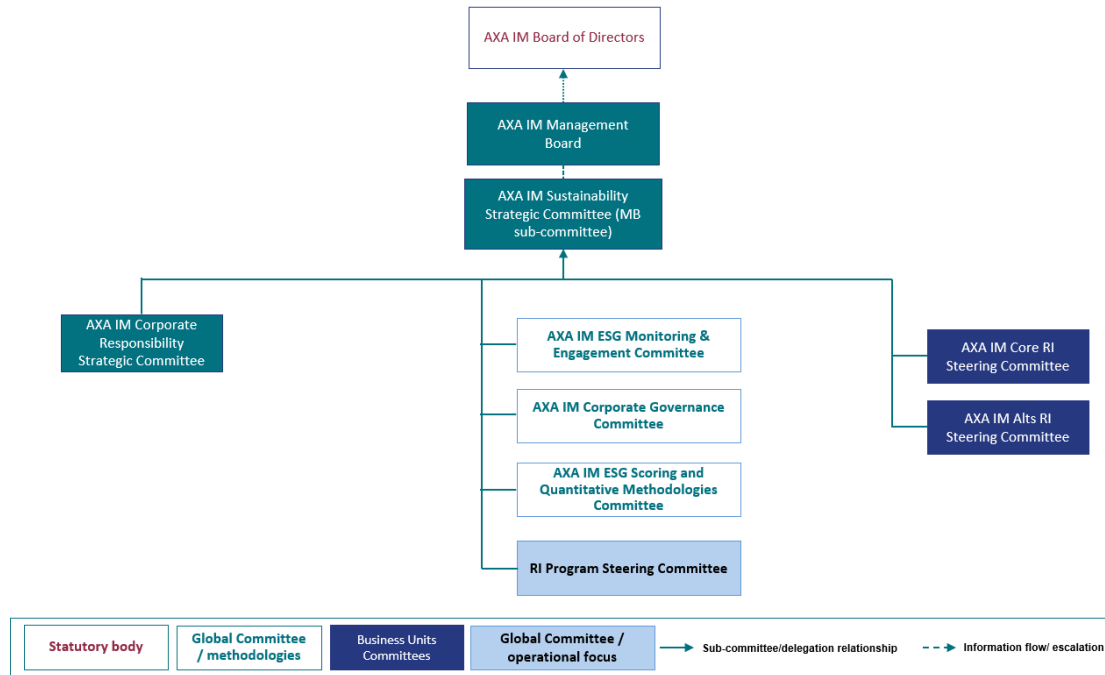 AXA IM Board of Directors
AXA IM Management
Board
AXA IM Sustainability
Strategic Committee (MB
sub-committee)
AXA IM Corporate
Responsibility
Strategic Committee
AXA IM ESG Monitoring &
Engagement Committee
AXA IM Corporate Governance
Committee
AXA IM ESG Scoring and
Quantitative Methodologies
Committee
RI Program Steering Committee
AXA IM Core RI
Steering Committee
AXA IM Alts RI
Steering Committee
Statutory body
Global Committee
/ methodologies
Business Units
Committees
Global Committee /
operational focus
Sub-committee/delegation relationship
Information flow/ escalation